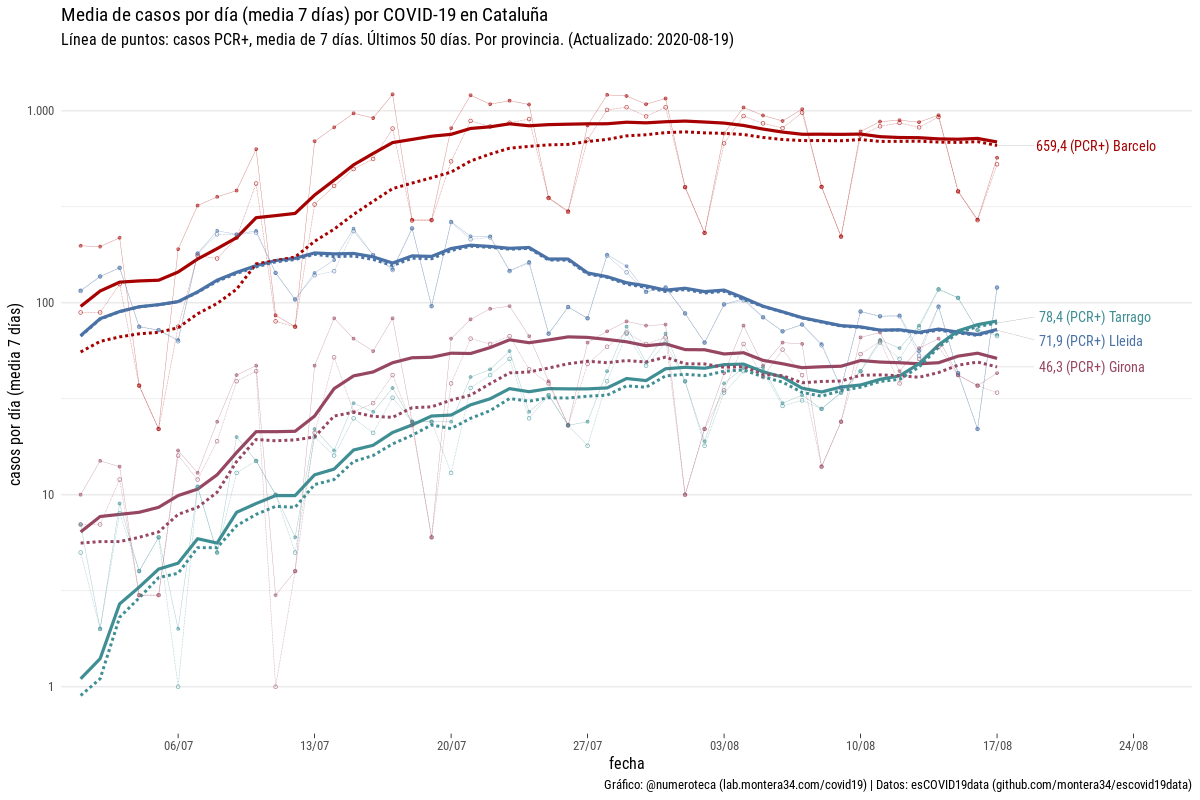 Media de casos por día (media 7 días) por COVID-19 en Cataluña
Línea de puntos: casos PCR+, media de 7 días. Últimos 50 días. Por provincia. (Actualizado: 2020-08-19)
casos por día (media 7 días)
1.000
100
10
1
659,4 (PCR+) Barcelo
78,4 (PCR+) Tarrago
71,9 (PCR+) Lleida
46,3 (PCR+) Girona
06/07
13/07
20/07
27/07
03/08
10/08
17/08
24/08
fecha
Gráfico: @numeroteca (lab.montera34.com/covid19) | Datos: esCOVID19data (github.com/montera34/escovid19data)